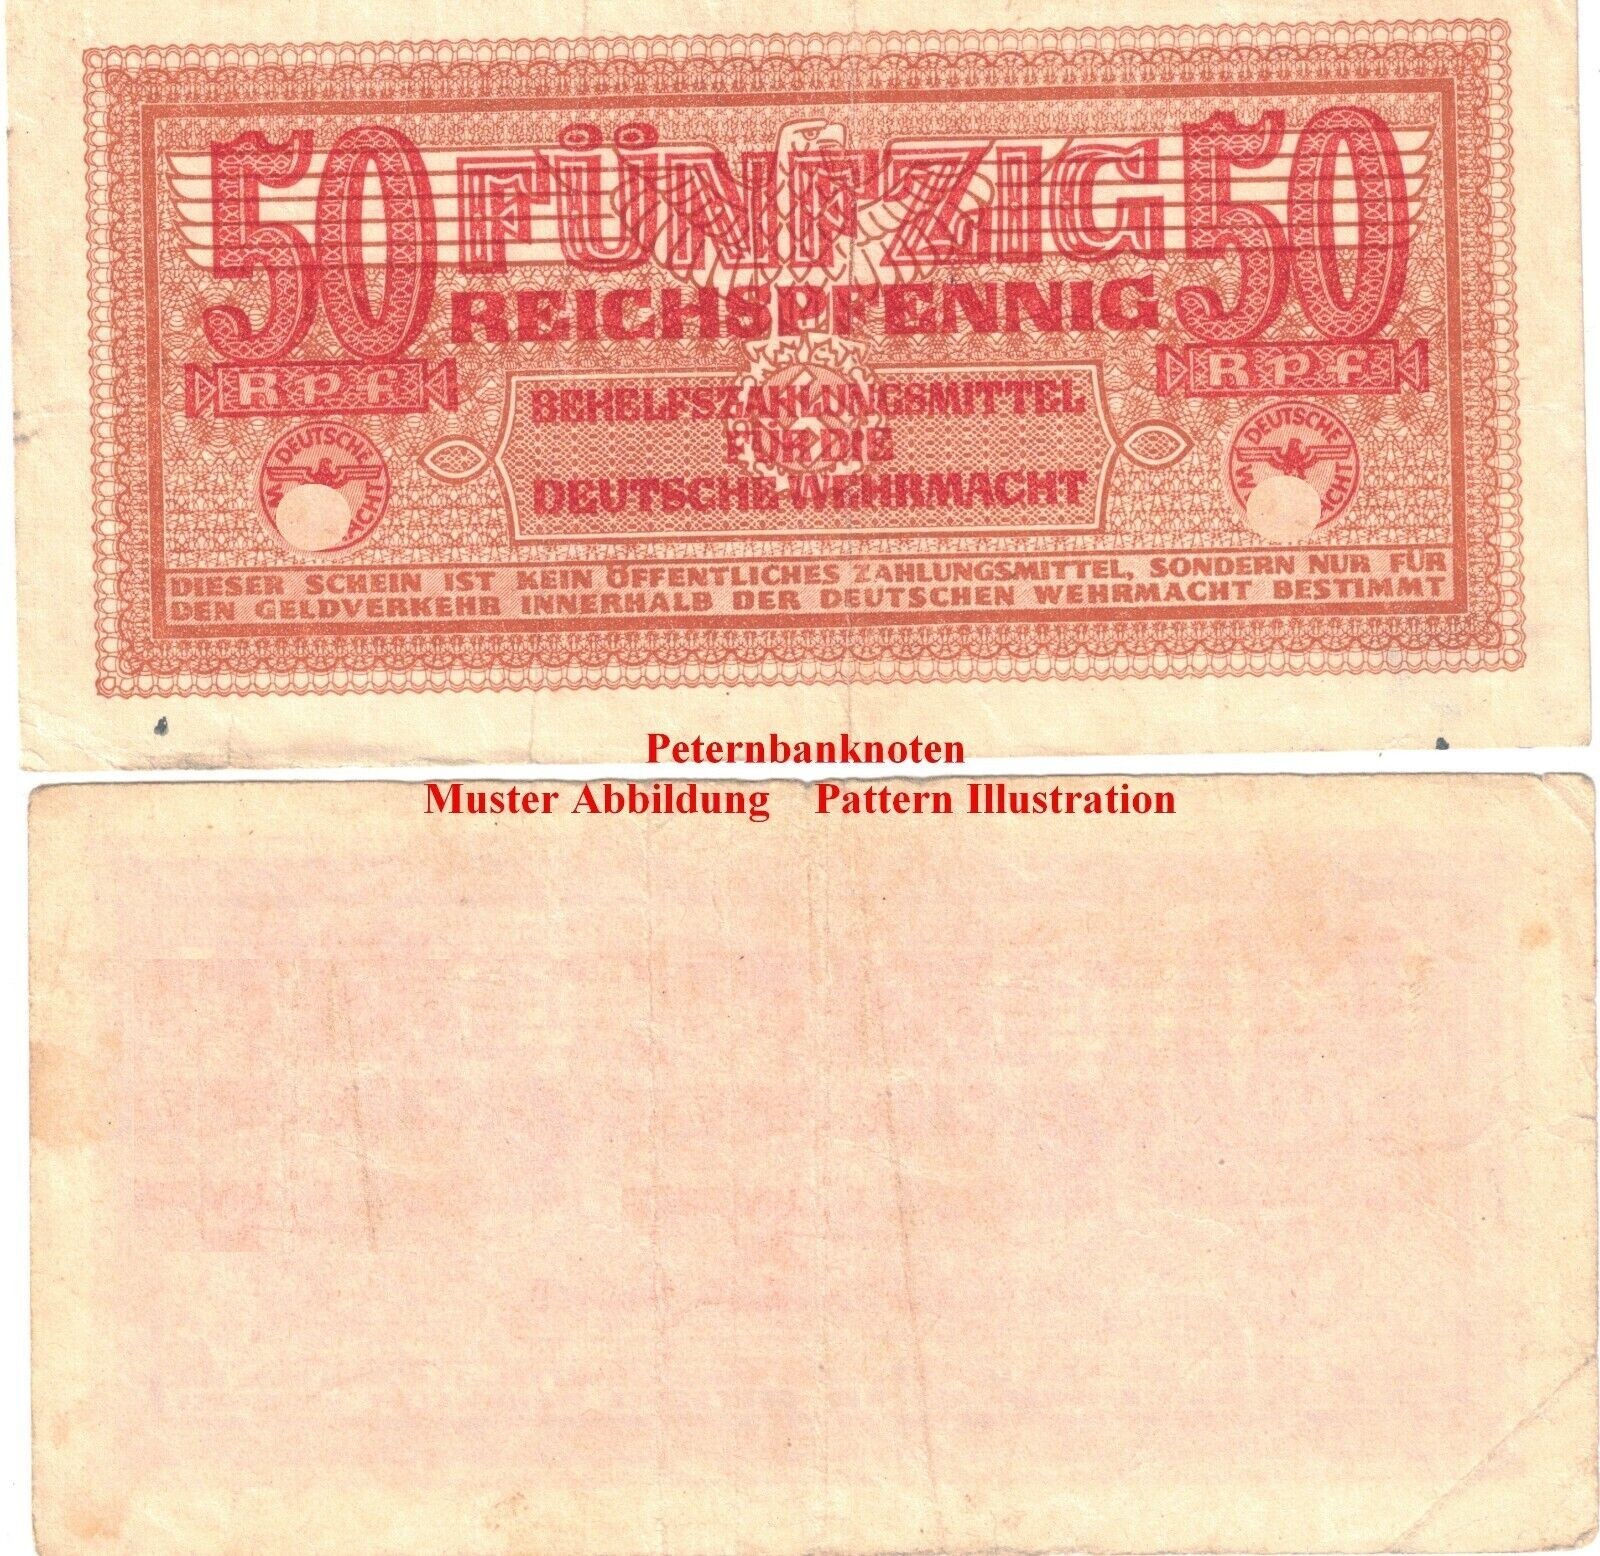 50 FÜNFZIG 50
REICHSPFENNIG
Rpf Rpf
BEHELFSZAHLUNGSMITTEL
FÜR DIE
DEUTSCHE WEHRMACHT
DEUTSCHE DEUTSCHE
DIESER SCHEIN IST KEIN ÖFFENTLICHES ZAHLUNGSMITTEL, SONDERN NUR FÜR
DEN GELDVERKEHR INNERHALB DER DEUTSCHEN WEHRMACHT BESTIMMT
Peternbanknoten
Muster Abbildung Pattern Illustration